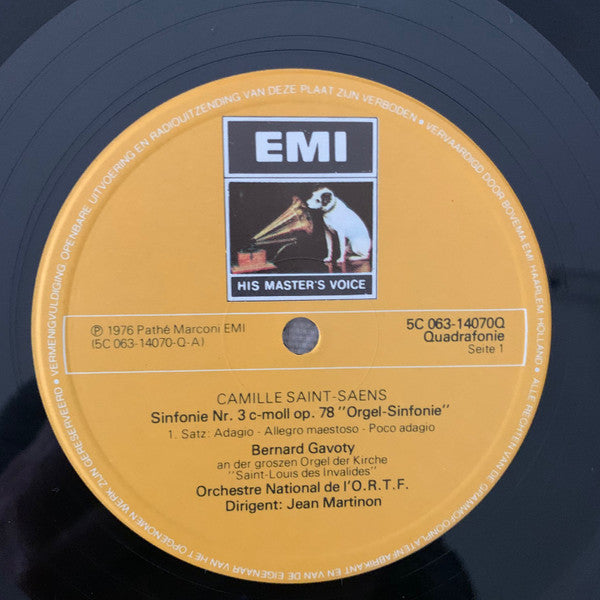 EMI
HIS MASTER'S VOICE
℗ 1976 Pathé Marconi EMI
(5C 063-14070-Q-A)
5C 063-14070Q
Quadrafonie
Seite 1
CAMILLE SAINT-SAENS
Sinfonie Nr. 3 c-moll op. 78 "Orgel-Sinfonie"
1. Satz: Adagio - Allegro maestoso - Poco adagio
Bernard Gavoty
an der groszen Orgel der Kirche
"Saint-Louis des Invalides"
Orchestre National de l'O.R.T.F.
Dirigent: Jean Martinon
• VERVAARDIGD DOOR BOVEMA EMI HAARLEM, HOLLAND • ALLE RECHTEN VAN DE GRAMMOFOONPLATENFABRIKANT EN VAN DE EIGENAAR VAN HET OPGENOMEN WERK ZIJN GERESERVEERD • VERMENIGVULDIGING, OPENBARE UITVOERING EN RADIOUITZENDING VAN DEZE PLAAT ZIJN VERBODEN